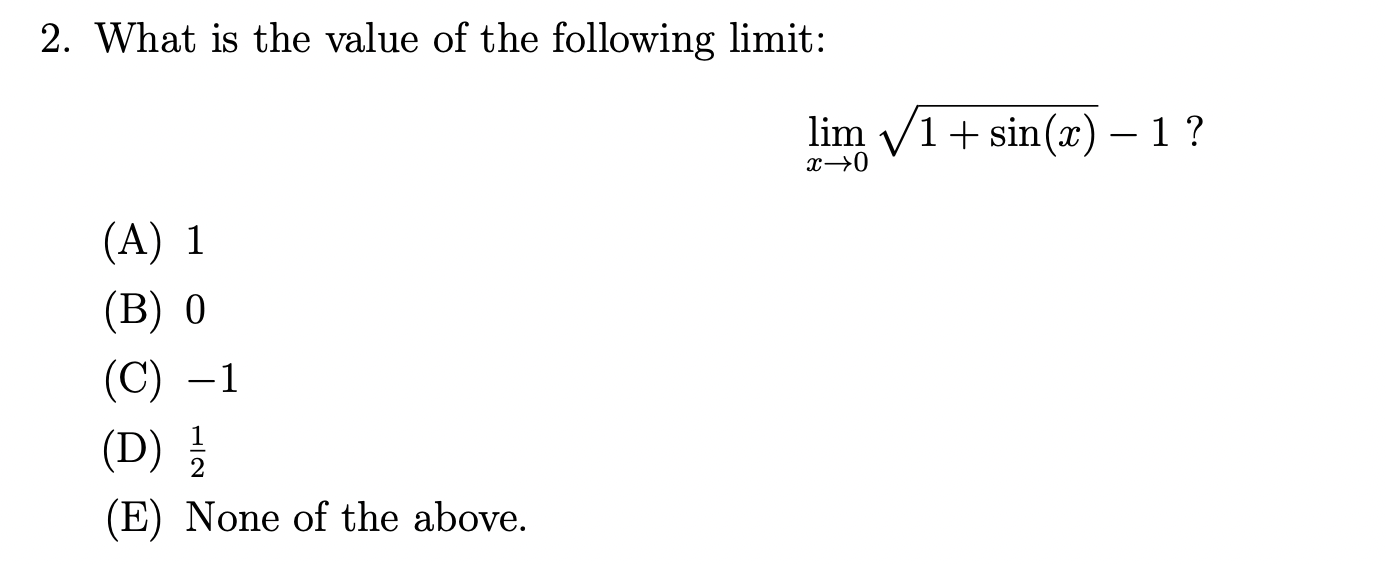 2. What is the value of the following limit:
lim √1 + sin(x) − 1 ?
x→0
(A) 1
(B) 0
(C) −1
(D) 1/2
(E) None of the above.